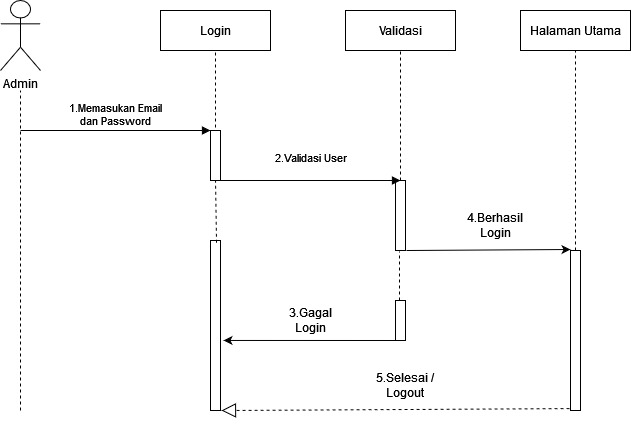 Login
Validasi
Halaman Utama
Admin
1.Memasukan Email
dan Password
2.Validasi User
4.Berhasil
Login
3.Gagal
Login
5.Selesai /
Logout